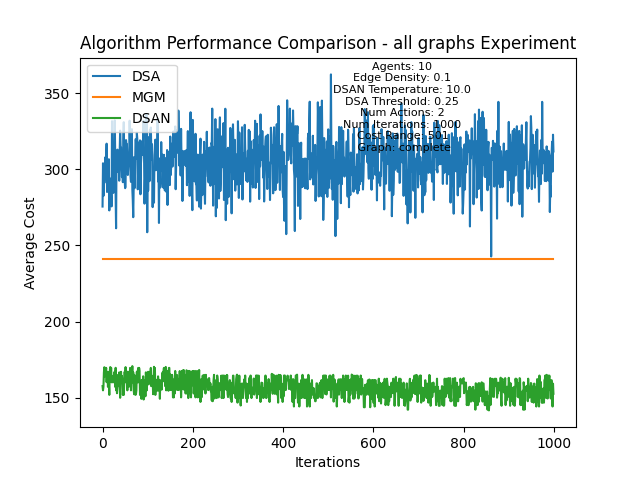 Algorithm Performance Comparison - all graphs Experiment
DSA
MGM
DSAN
Agents: 10
Edge Density: 0.1
DSAN Temperature: 10.0
DSA Threshold: 0.25
Num Actions: 2
Num Iterations: 1000
Cost Range: 501
Graph: complete
Average Cost
350
300
250
200
150
0
200
400
600
800
1000
Iterations